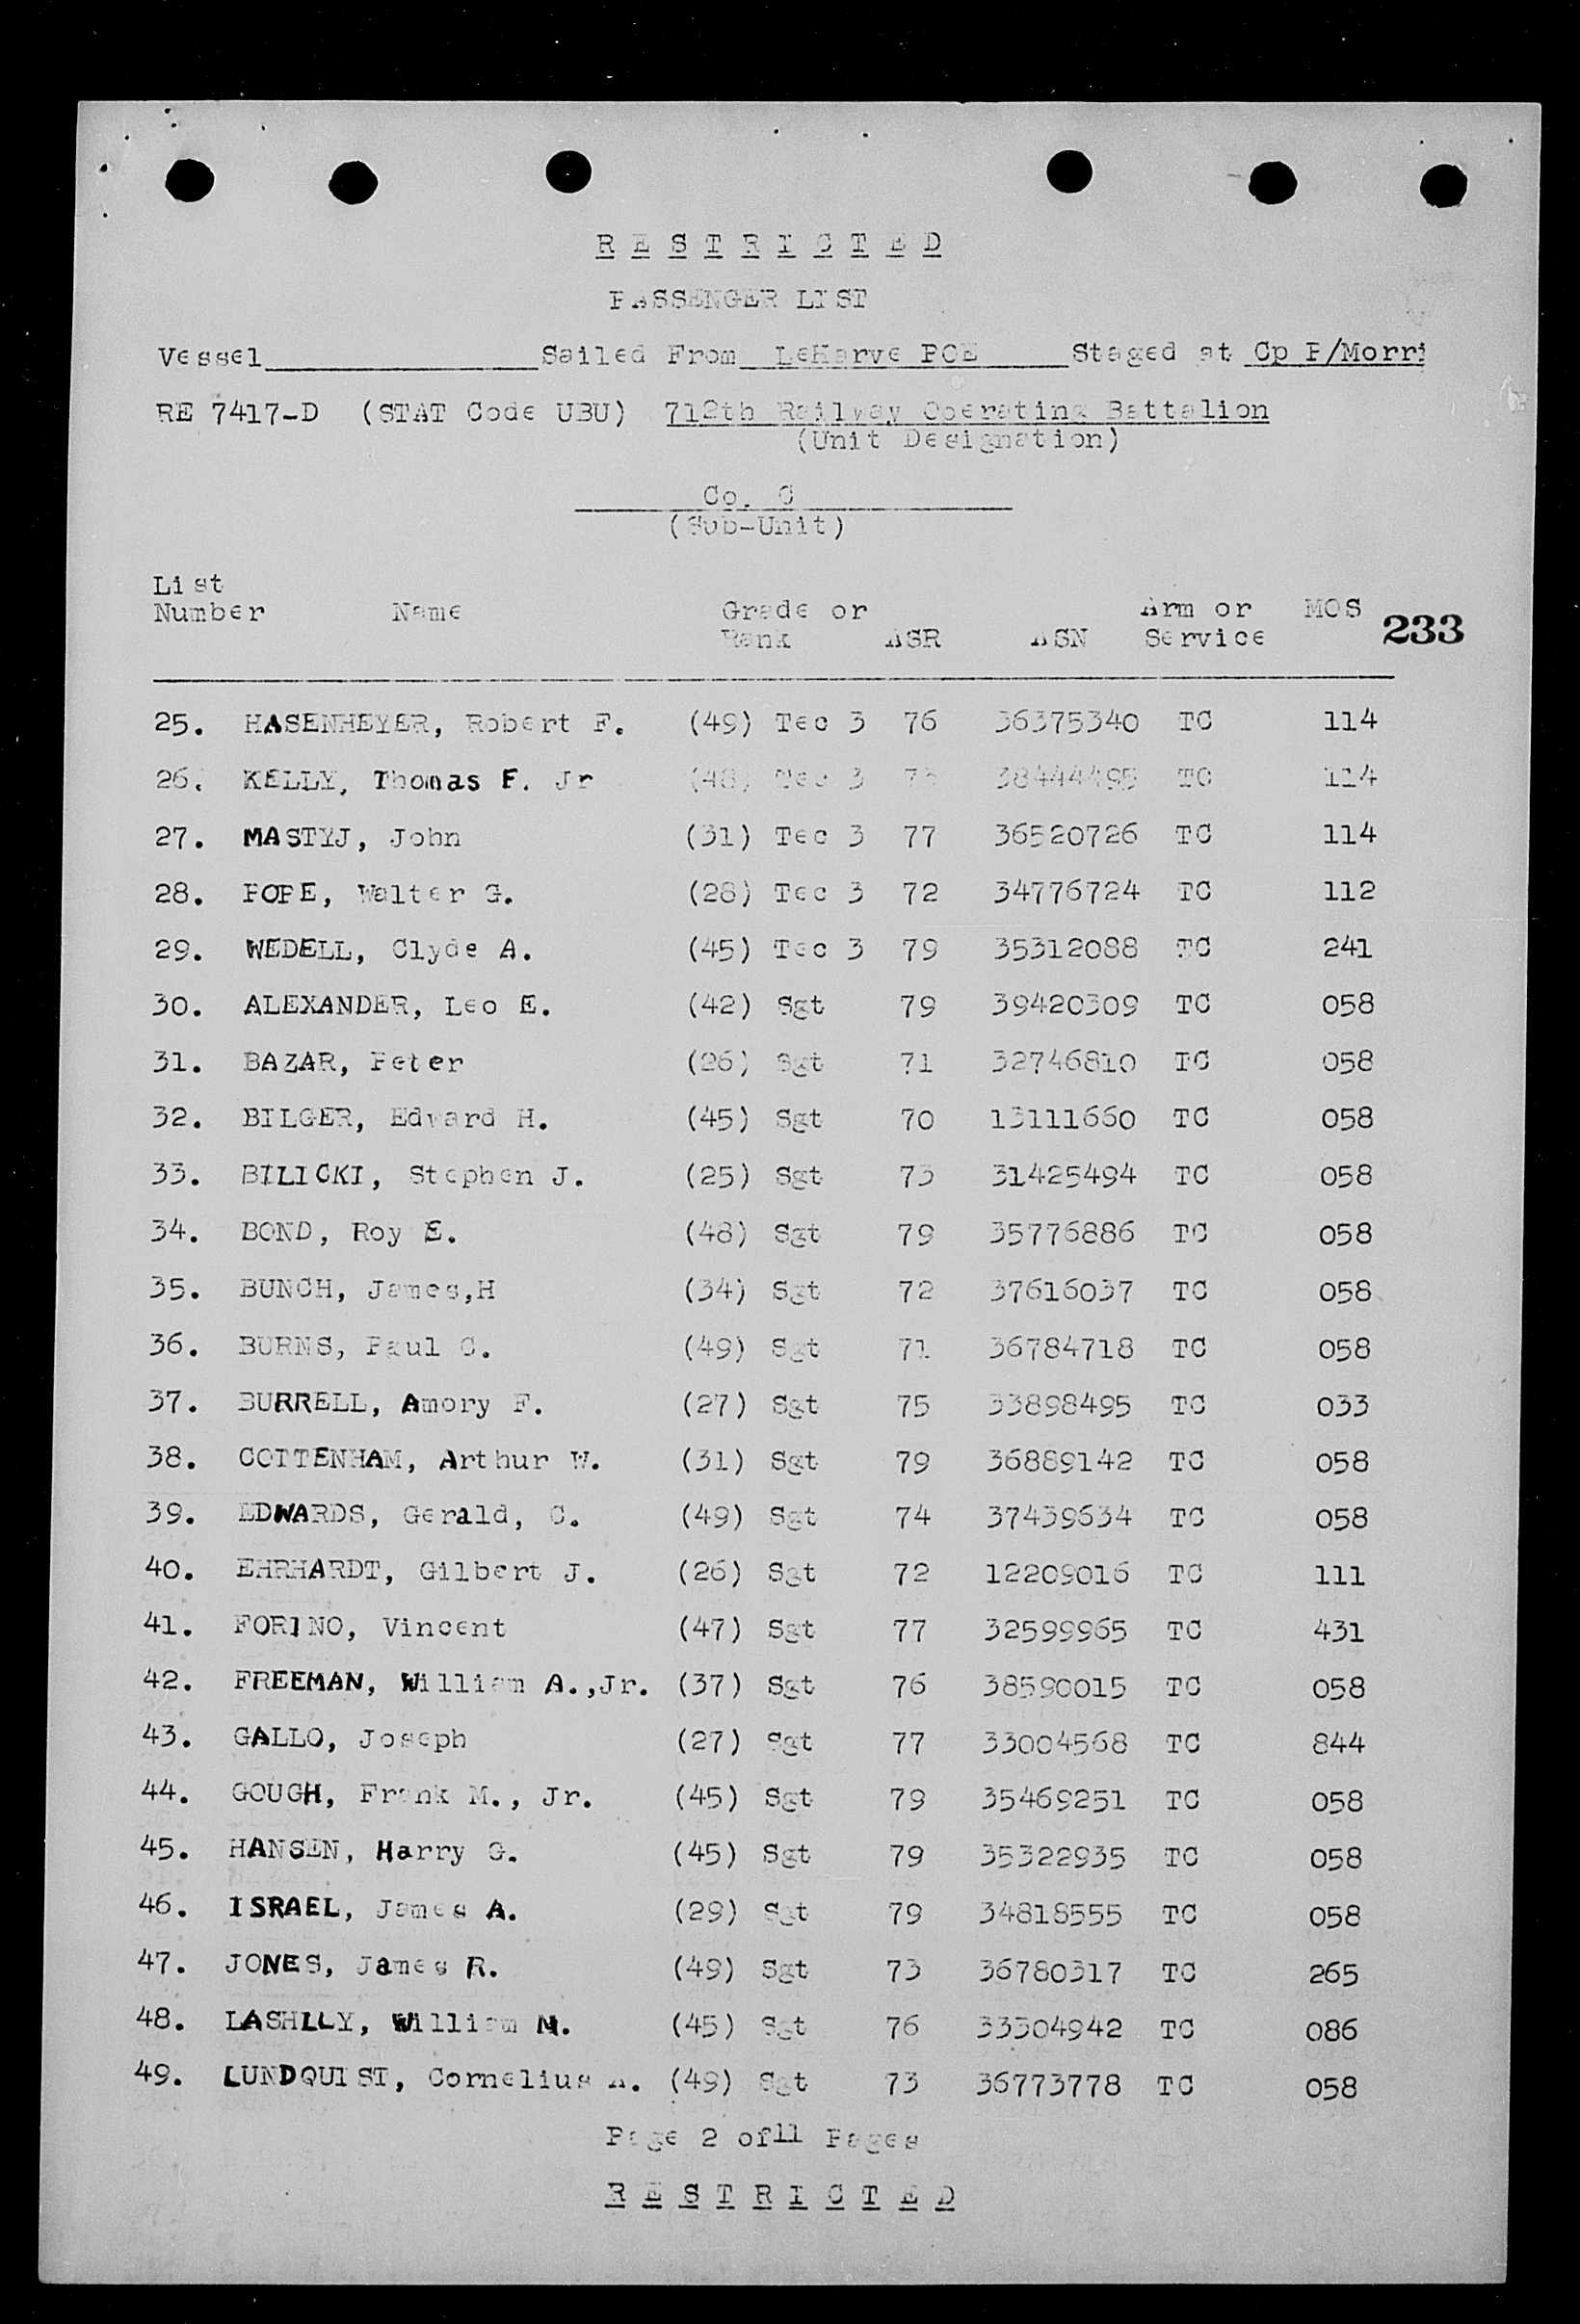 R E S T R I C T E D
PASSENGER LIST
Vessel Sailed From LeHarve POE Staged at Cp P/Morri
RE 7417-D (STAT Code UBU) 712th Railway Operating Battalion
(Unit Designation)
Co. C
(Sub-Unit)
List
Number Name Grade or Rank ASR ASN Arm or Service MOS
233
25. HASENHEYER, Robert F. (49) Tec 3 76 36375340 TC 114
26. KELLY, Thomas F. Jr (48) Tec 3 38444495 TC 114
27. MASTYJ, John (31) Tec 3 77 36520726 TC 114
28. POPE, Walter G. (28) Tec 3 72 34776724 TC 112
29. WEDELL, Clyde A. (45) Tec 3 79 35312088 TC 241
30. ALEXANDER, Leo E. (42) Sgt 79 39420309 TC 058
31. BAZAR, Peter (26) Sgt 71 32746810 TC 058
32. BILGER, Edward H. (45) Sgt 70 13111660 TC 058
33. BILICKI, Stephen J. (25) Sgt 73 31425494 TC 058
34. BOND, Roy E. (48) Sgt 79 35776886 TC 058
35. BUNCH, James,H (34) Sgt 72 37616037 TC 058
36. BURNS, Paul C. (49) Sgt 71 36784718 TC 058
37. BURRELL, Amory F. (27) Sgt 75 33898495 TC 033
38. COTTENHAM, Arthur W. (31) Sgt 79 36889142 TC 058
39. EDWARDS, Gerald, C. (49) Sgt 74 37439634 TC 058
40. EHRHARDT, Gilbert J. (26) Sgt 72 12209016 TC 111
41. FORINO, Vincent (47) Sgt 77 32599965 TC 431
42. FREEMAN, William A.,Jr. (37) Sgt 76 38590015 TC 058
43. GALLO, Joseph (27) Sgt 77 33004568 TC 844
44. GOUGH, Frank M., Jr. (45) Sgt 79 35469251 TC 058
45. HANSEN, Harry G. (45) Sgt 79 35322935 TC 058
46. ISRAEL, James A. (29) Sgt 79 34818555 TC 058
47. JONES, James R. (49) Sgt 73 36780317 TC 265
48. LASHLLY, William N. (45) Sgt 76 33304942 TC 086
49. LUNDQUIST, Cornelius A. (49) Sgt 73 36773778 TC 058
Page 2 of11 Pages
R E S T R I C T E D